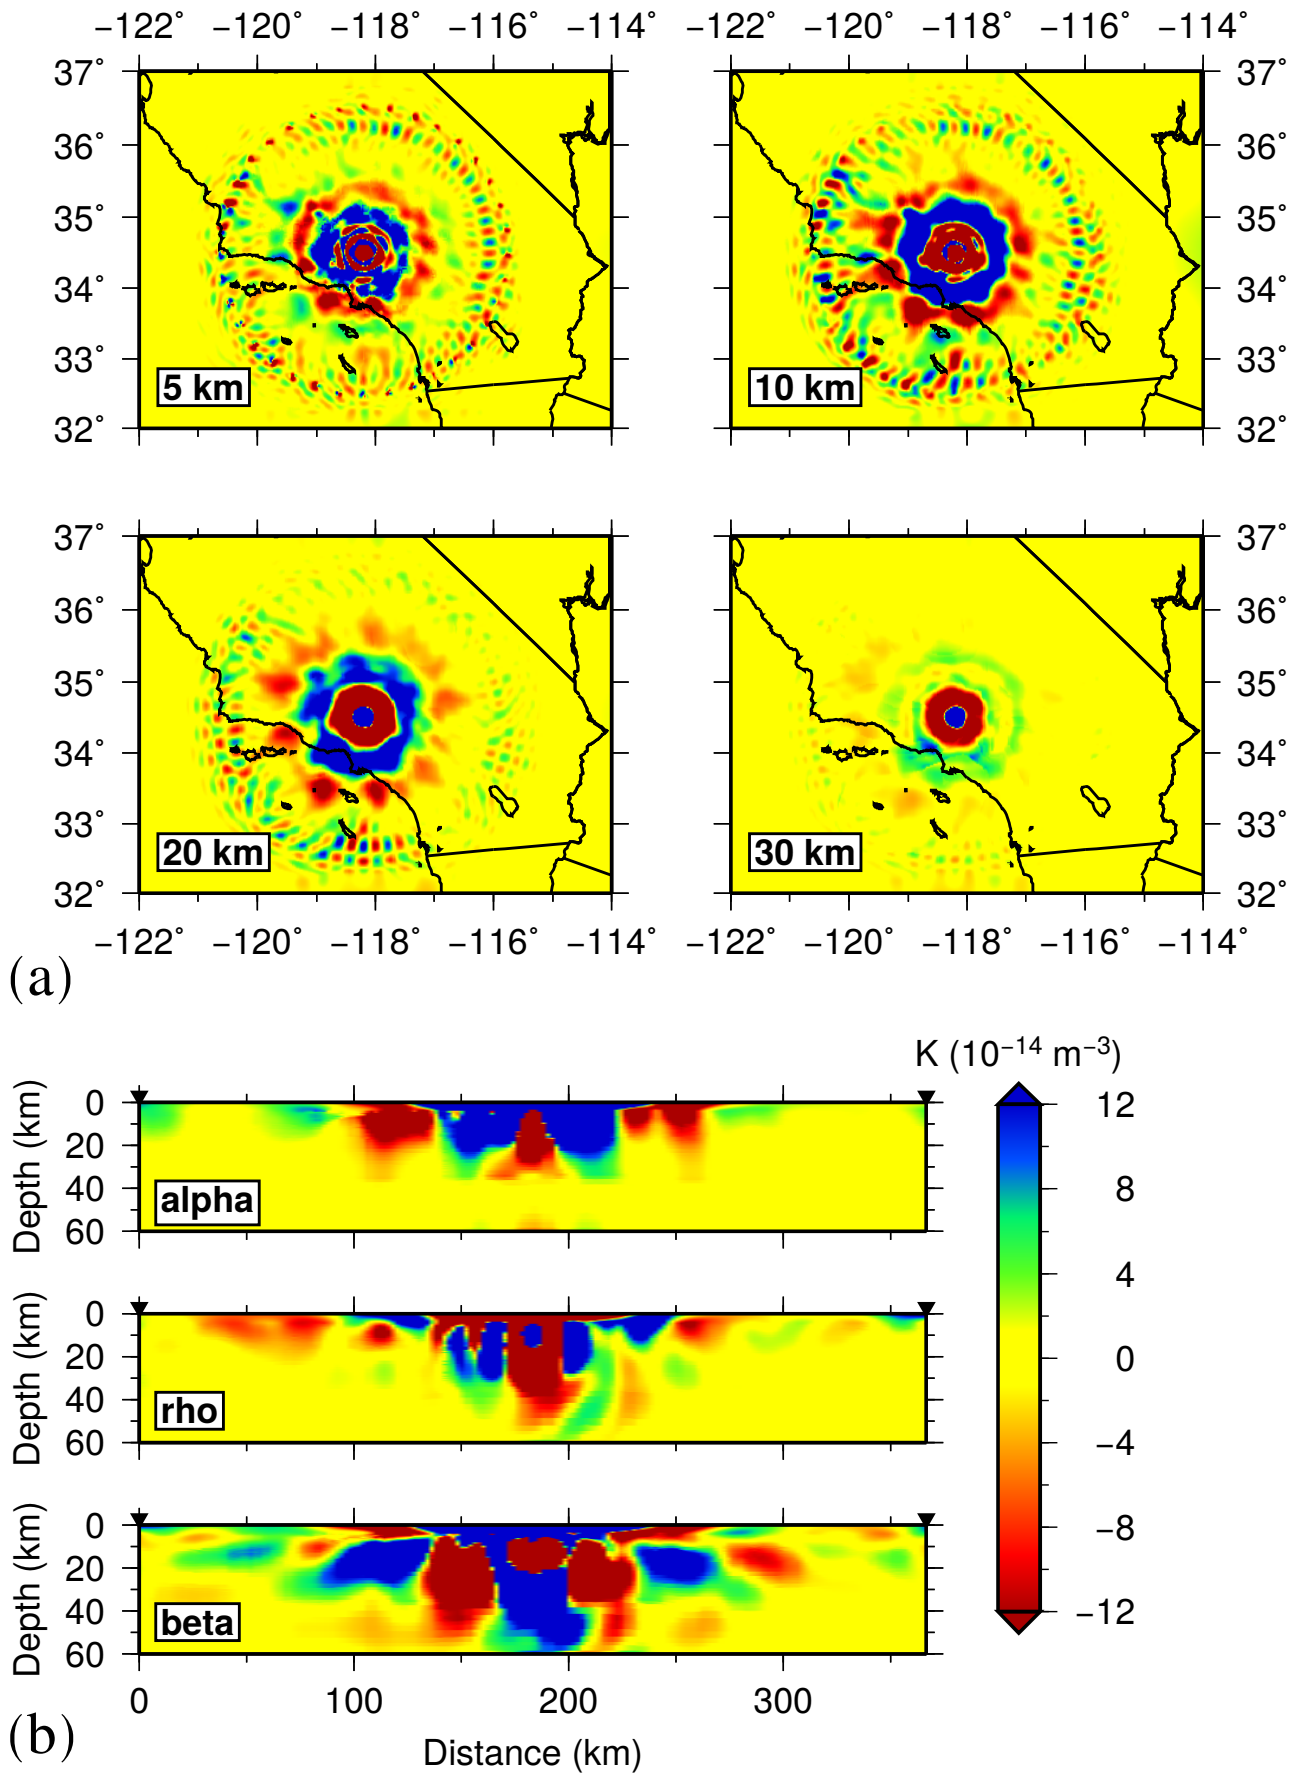 −122˚ −120˚ −118˚ −116˚ −114˚ −122˚ −120˚ −118˚ −116˚ −114˚
37˚ 37˚
36˚ 36˚
35˚ 35˚
34˚ 34˚
33˚ 33˚
5 km 10 km
32˚ 32˚
37˚ 37˚
36˚ 36˚
35˚ 35˚
34˚ 34˚
33˚ 33˚
20 km 30 km
32˚ 32˚
−122˚ −120˚ −118˚ −116˚ −114˚ −122˚ −120˚ −118˚ −116˚ −114˚
(a)
K (10−14 m−3)
12
8
4
0
−4
−8
−12
Depth (km)
0
20
40
60
alpha
Depth (km)
0
20
40
60
rho
Depth (km)
0
20
40
60
beta
0 100 200 300
Distance (km)
(b)